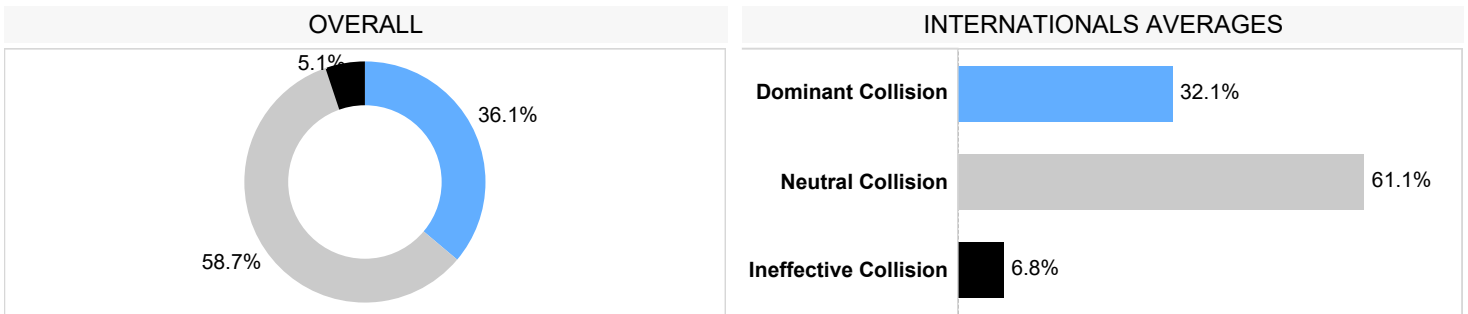 OVERALL
5.1%
36.1%
58.7%
INTERNATIONALS AVERAGES
Dominant Collision 32.1%
Neutral Collision 61.1%
Ineffective Collision 6.8%